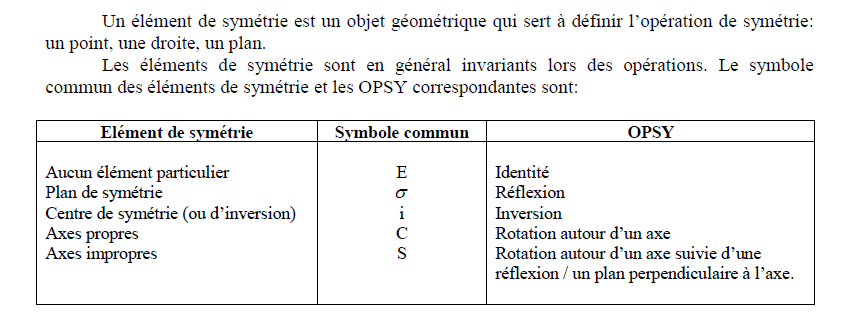 Un élément de symétrie est un objet géométrique qui sert à définir l'opération de symétrie:
un point, une droite, un plan.
Les éléments de symétrie sont en général invariants lors des opérations. Le symbole
commun des éléments de symétrie et les OPSY correspondantes sont:
Elément de symétrie Symbole commun OPSY
Aucun élément particulier E Identité
Plan de symétrie σ Réflexion
Centre de symétrie (ou d'inversion) i Inversion
Axes propres C Rotation autour d'un axe
Axes impropres S Rotation autour d'un axe suivie d'une
réflexion / un plan perpendiculaire à l'axe.